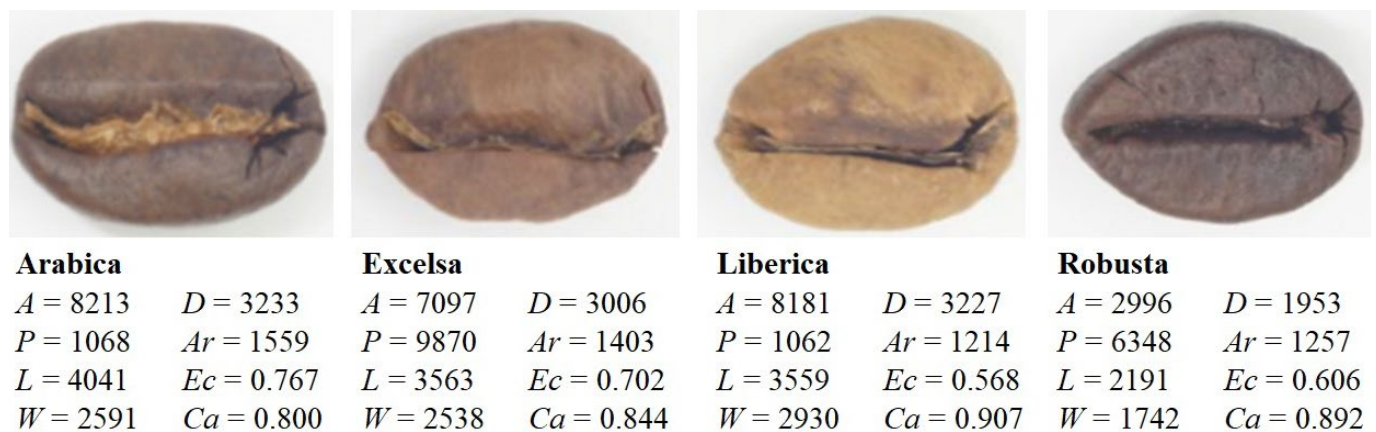 Arabica
A = 8213 D = 3233
P = 1068 Ar = 1559
L = 4041 Ec = 0.767
W = 2591 Ca = 0.800
Excelsa
A = 7097 D = 3006
P = 9870 Ar = 1403
L = 3563 Ec = 0.702
W = 2538 Ca = 0.844
Liberica
A = 8181 D = 3227
P = 1062 Ar = 1214
L = 3559 Ec = 0.568
W = 2930 Ca = 0.907
Robusta
A = 2996 D = 1953
P = 6348 Ar = 1257
L = 2191 Ec = 0.606
W = 1742 Ca = 0.892